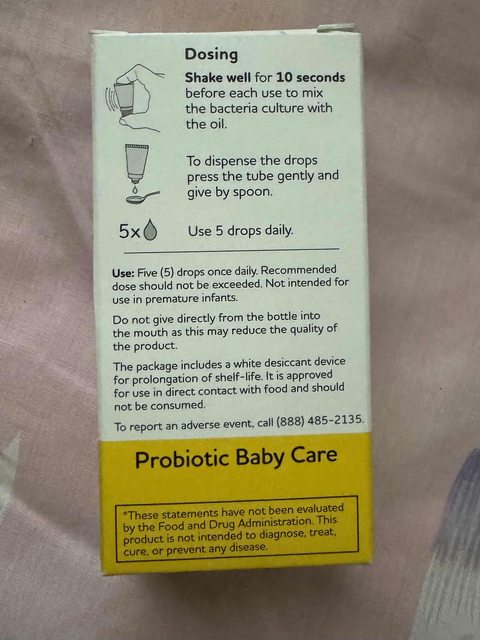 Dosing
Shake well for 10 seconds
before each use to mix
the bacteria culture with
the oil.
To dispense the drops
press the tube gently and
give by spoon.
5x
Use 5 drops daily.
Use: Five (5) drops once daily. Recommended
dose should not be exceeded. Not intended for
use in premature infants.
Do not give directly from the bottle into
the mouth as this may reduce the quality of
the product.
The package includes a white desiccant device
for prolongation of shelf-life. It is approved
for use in direct contact with food and should
not be consumed.
To report an adverse event, call (888) 485-2135.
Probiotic Baby Care
*These statements have not been evaluated
by the Food and Drug Administration. This
product is not intended to diagnose, treat,
cure, or prevent any disease.